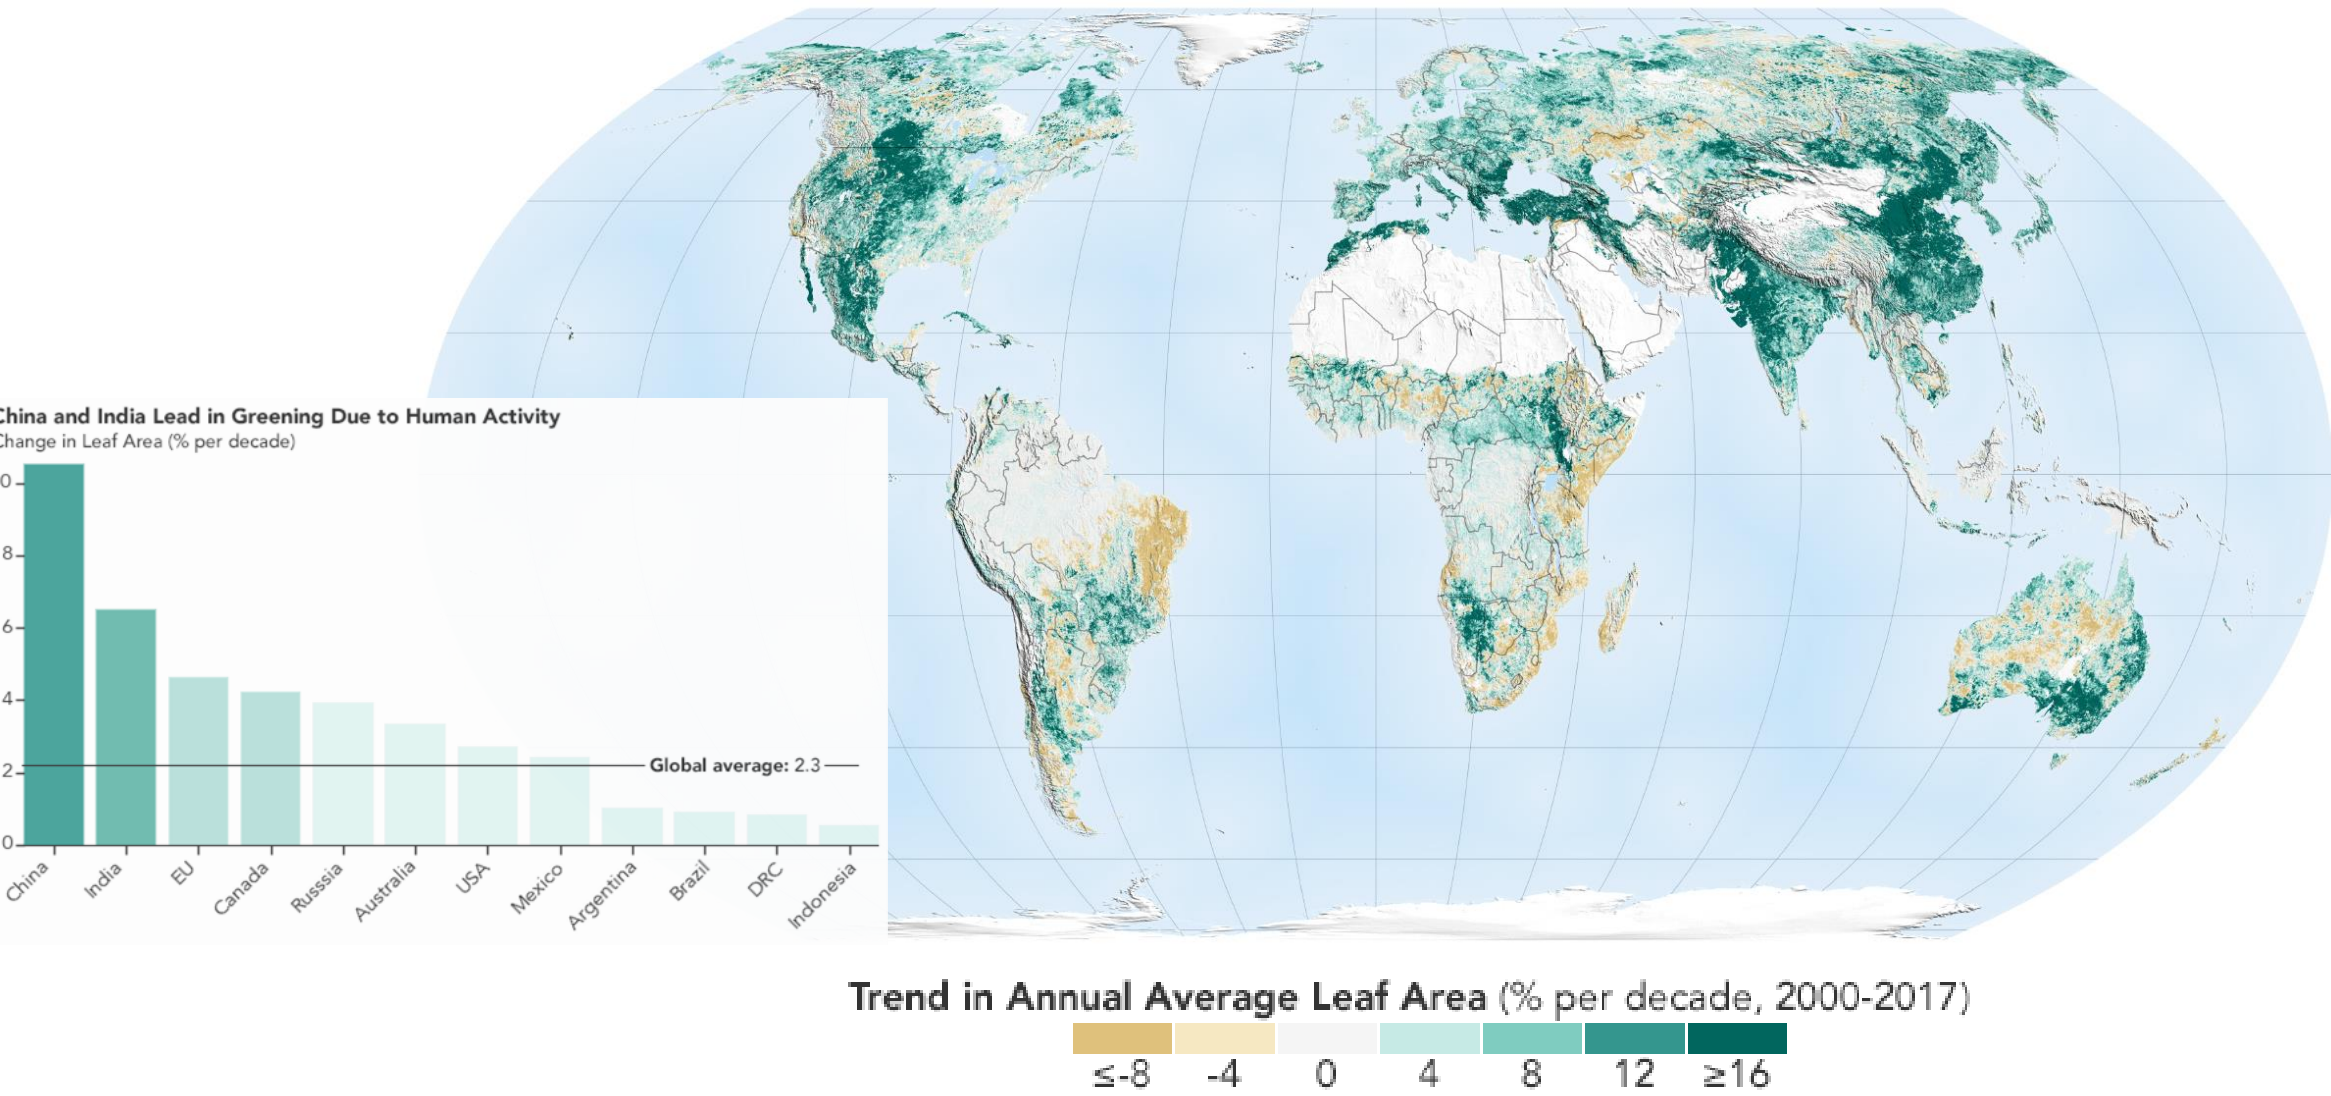 China and India Lead in Greening Due to Human Activity
Change in Leaf Area (% per decade)
0
8
6
4
2
0
Global average: 2.3
China
India
EU
Canada
Russsia
Australia
USA
Mexico
Argentina
Brazil
DRC
Indonesia
Trend in Annual Average Leaf Area (% per decade, 2000-2017)
≤-8 -4 0 4 8 12 ≥16